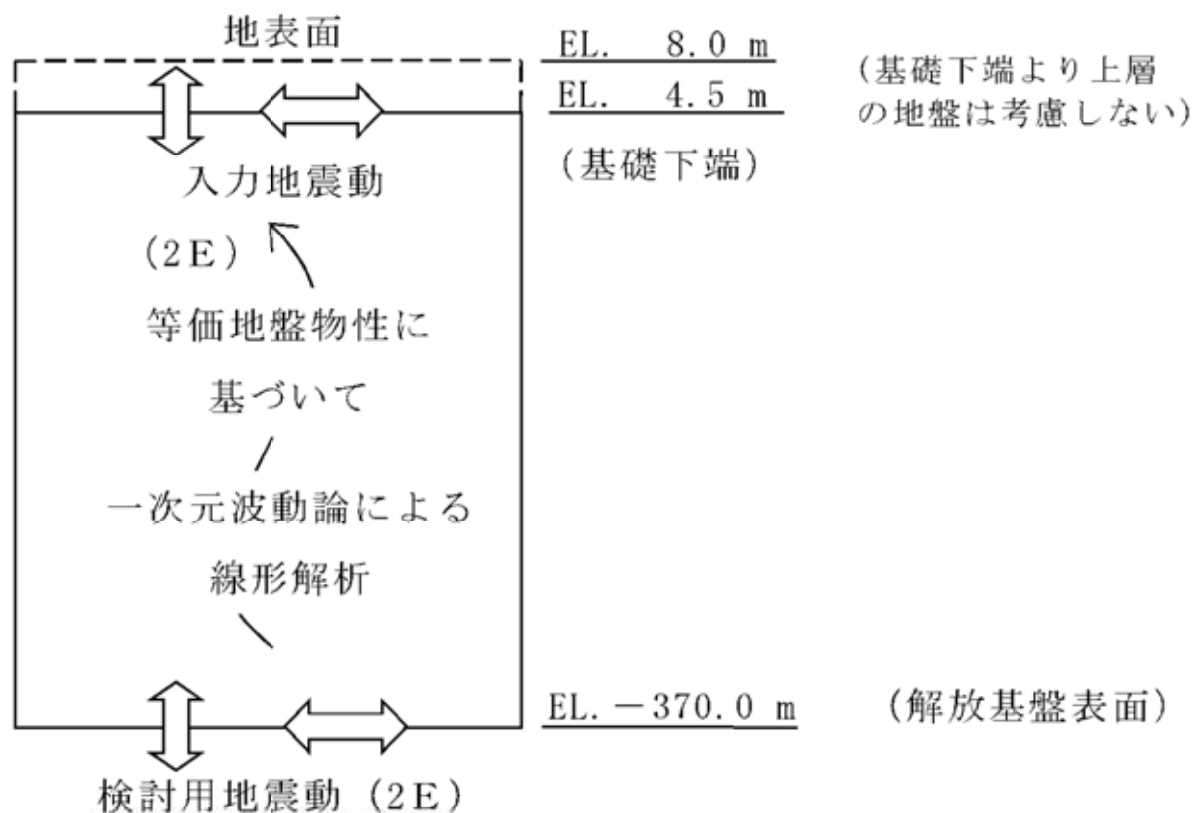 地表面
EL. 8.0 m
(基礎下端より上層
の地盤は考慮しない)
EL. 4.5 m
(基礎下端)
入力地震動
(2E)
等価地盤物性に
基づいて
一次元波動論による
線形解析
EL.-370.0 m
(解放基盤表面)
検討用地震動 (2E)